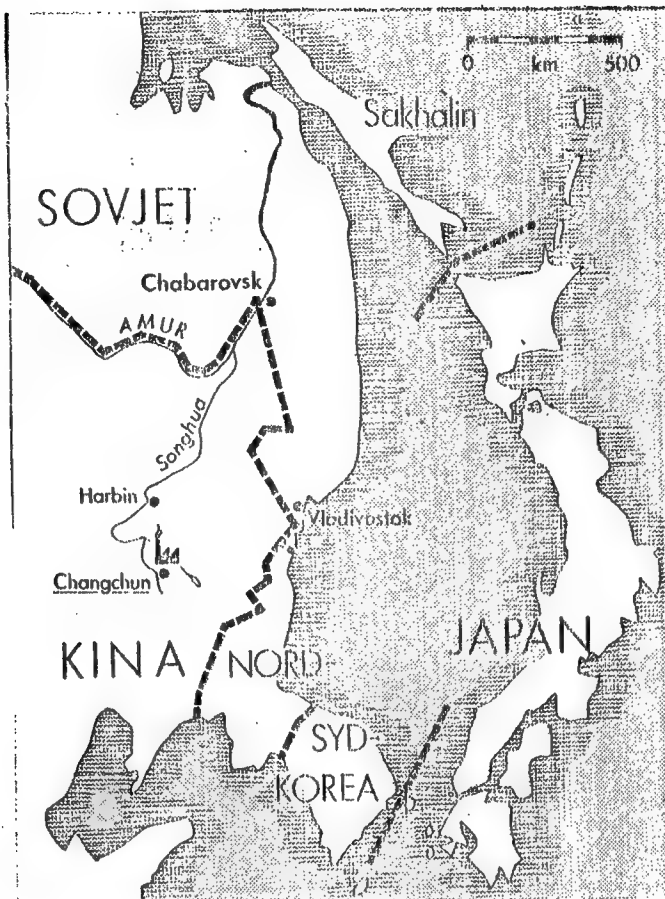 0 km 500
Sakhalin
SOVJET
Chabarovsk
AMUR
Songhua
Harbin
Vladivostok
Changchun
KINA
NORD
JAPAN
SYD
KOREA